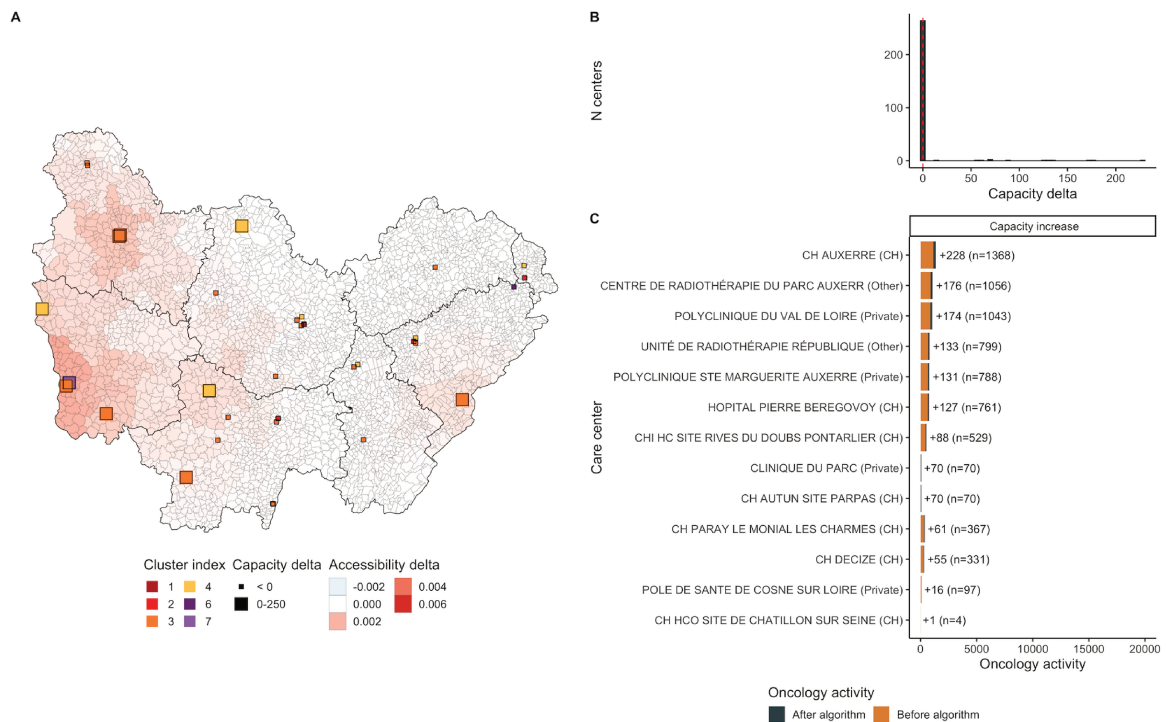 A
Cluster index
1
2
3
4
6
7
Capacity delta
< 0
0-250
Accessibility delta
-0.002
0.000
0.002
0.004
0.006
B
N centers
200
100
0
0
50
100
150
200
Capacity delta
C
Capacity increase
Care center
CH AUXERRE (CH)
+228 (n=1368)
CENTRE DE RADIOTHÉRAPIE DU PARC AUXERR (Other)
+176 (n=1056)
POLYCLINIQUE DU VAL DE LOIRE (Private)
+174 (n=1043)
UNITÉ DE RADIOTHÉRAPIE RÉPUBLIQUE (Other)
+133 (n=799)
POLYCLINIQUE STE MARGUERITE AUXERRE (Private)
+131 (n=788)
HOPITAL PIERRE BEREGOVOY (CH)
+127 (n=761)
CHI HC SITE RIVES DU DOUBS PONTARLIER (CH)
+88 (n=529)
CLINIQUE DU PARC (Private)
+70 (n=70)
CH AUTUN SITE PARPAS (CH)
+70 (n=70)
CH PARAY LE MONIAL LES CHARMES (CH)
+61 (n=367)
CH DECIZE (CH)
+55 (n=331)
POLE DE SANTE DE COSNE SUR LOIRE (Private)
+16 (n=97)
CH HCO SITE DE CHATILLON SUR SEINE (CH)
+1 (n=4)
0
5000
10000
15000
20000
Oncology activity
Oncology activity
After algorithm
Before algorithm